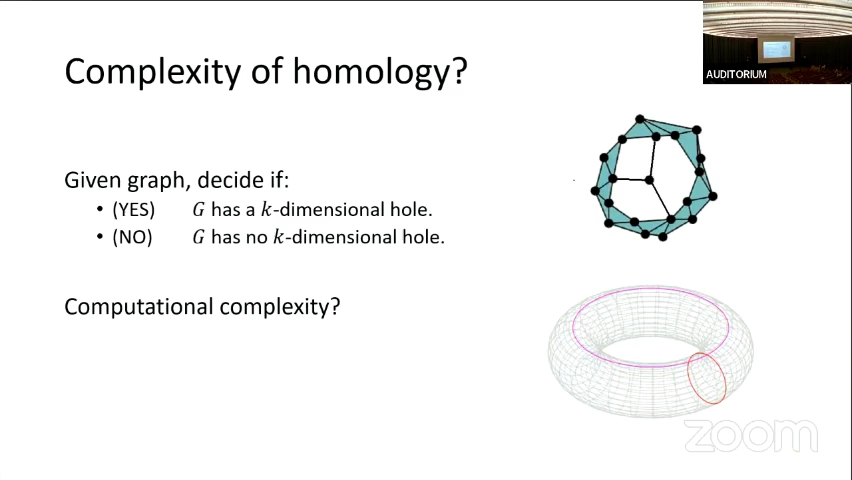 Complexity of homology?
AUDITORIUM
Given graph, decide if:
• (YES) G has a k-dimensional hole.
• (NO) G has no k-dimensional hole.
Computational complexity?
zoom